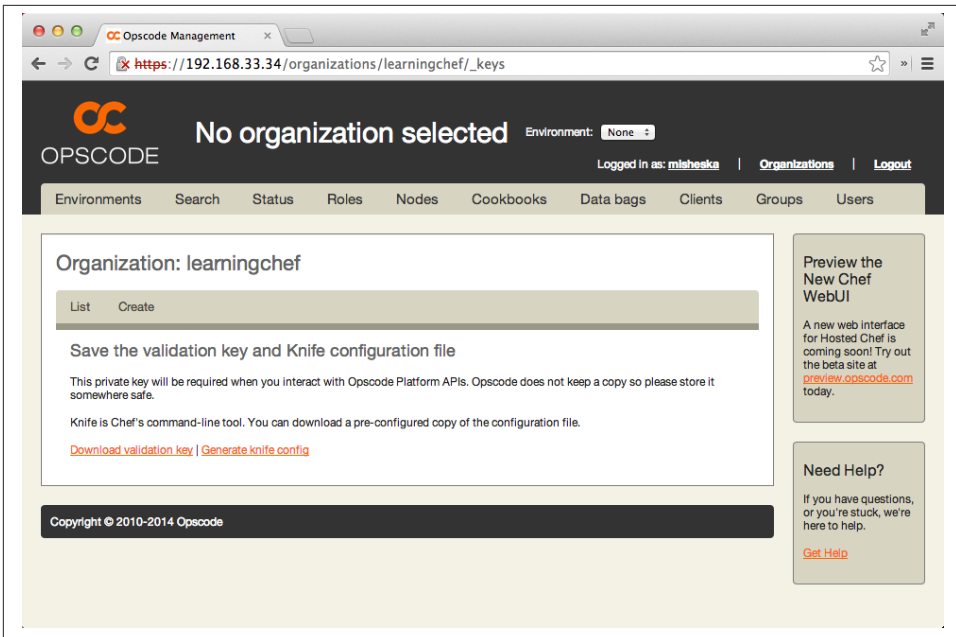 Opscode Management
https://192.168.33.34/organizations/learningchef/_keys
OPSCODE
No organization selected
Environment: None
Logged in as: misheska | Organizations | Logout
Environments Search Status Roles Nodes Cookbooks Data bags Clients Groups Users
Organization: learningchef
List Create
Save the validation key and Knife configuration file
This private key will be required when you interact with Opscode Platform APIs. Opscode does not keep a copy so please store it
somewhere safe.
Knife is Chef's command-line tool. You can download a pre-configured copy of the configuration file.
Download validation key | Generate knife config
Copyright © 2010-2014 Opscode
Preview the
New Chef
WebUI
A new web interface
for Hosted Chef is
coming soon! Try out
the beta site at
preview.opscode.com
today.
Need Help?
If you have questions,
or you're stuck, we're
here to help.
Get Help